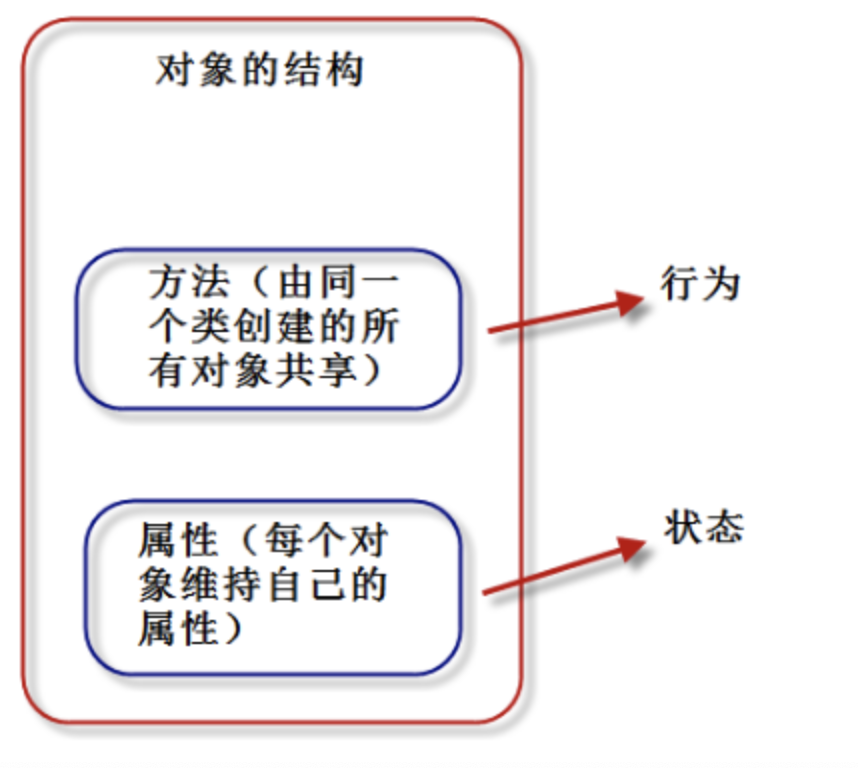 对象的结构
方法（由同一
个类创建的所
有对象共享）
行为
属性（每个对
象维持自己的
属性）
状态